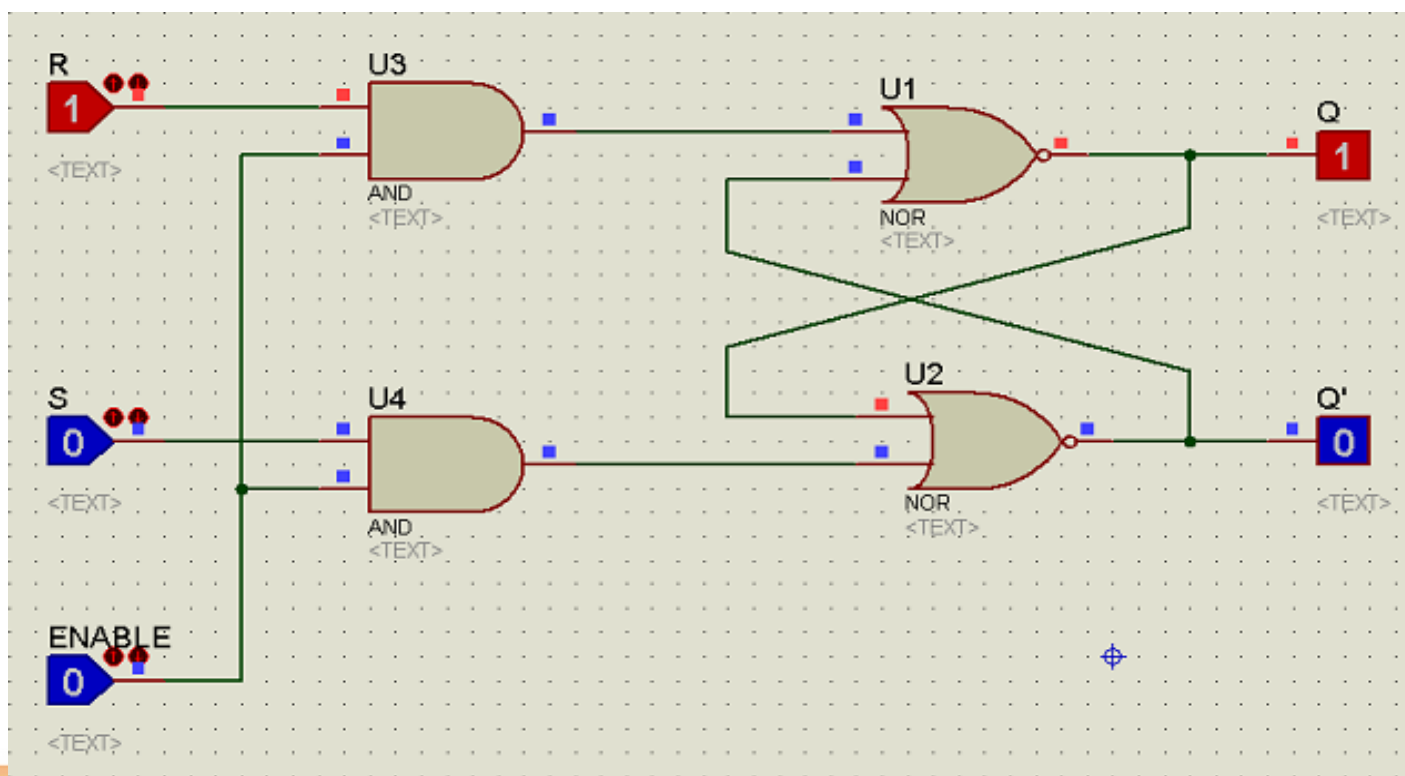 R
1
<TEXT>
U3
AND
<TEXT>
U1
NOR
<TEXT>
Q
1
<TEXT>
S
0
<TEXT>
U4
AND
<TEXT>
U2
NOR
<TEXT>
Q'
0
<TEXT>
ENABLE
0
<TEXT>